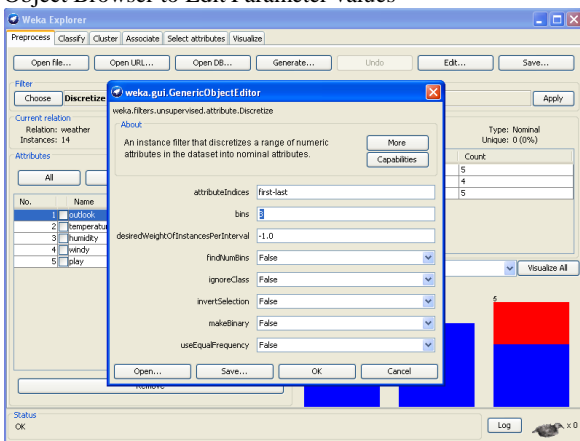 Object Browser to Edit Parameter Values
Weka Explorer
Preprocess Classify Cluster Associate Select attributes Visualize
Open file... Open URL... Open DB... Generate... Undo Edit... Save...
Filter
Choose Discretize Apply
weka.gui.GenericObjectEditor
weka.filters.unsupervised.attribute.Discretize
About
An instance filter that discretizes a range of numeric
attributes in the dataset into nominal attributes.
More
Capabilities
attributeIndices first-last
bins 3
desiredWeightOfInstancesPerInterval -1.0
findNumBins False
ignoreClass False
invertSelection False
makeBinary False
useEqualFrequency False
Open... Save... OK Cancel
Current relation
Relation: weather
Instances: 14
Attributes
All
No. Name
1 outlook
2 temperatu
3 humidity
4 windy
5 play
Remove
Type: Nominal
Unique: 0 (0%)
Count
5
4
5
Visualize All
5
Status
OK
Log x 0